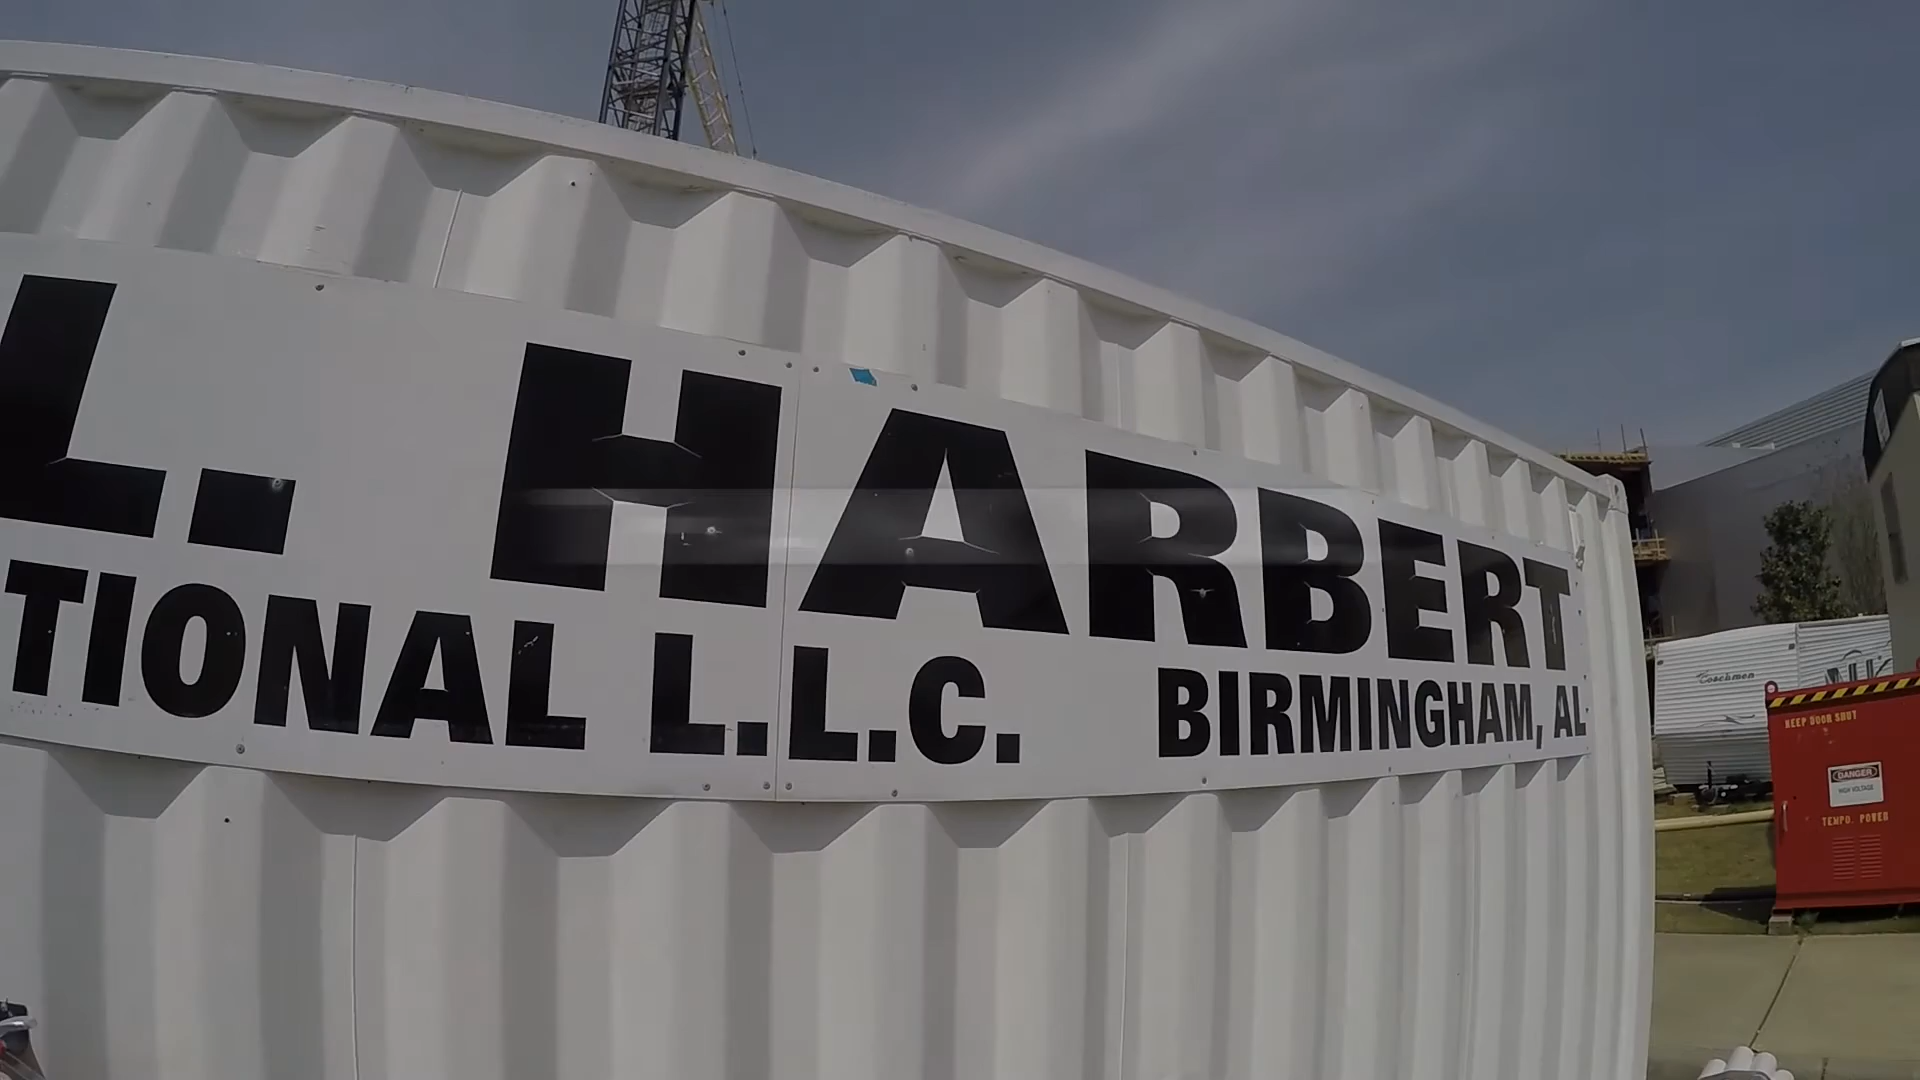 L. HARBERT
TIONAL L.L.C. BIRMINGHAM, AL
Coachmen
KEEP DOOR SHUT
DANGER
HIGH VOLTAGE
TEMPO. POWER